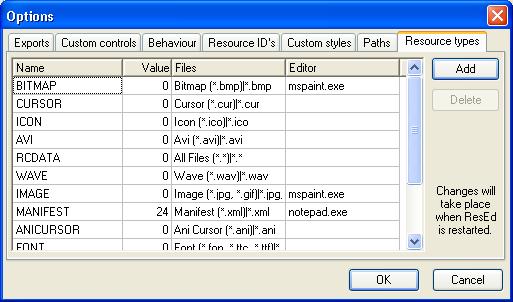 Options
Exports Custom controls Behaviour Resource ID's Custom styles Paths Resource types
Name Value Files Editor
BITMAP 0 Bitmap (*.bmp)|*.bmp mspaint.exe
CURSOR 0 Cursor (*.cur)|*.cur
ICON 0 Icon (*.ico)|*.ico
AVI 0 Avi (*.avi)|*.avi
RCDATA 0 All Files (*.*)|*.*
WAVE 0 Wave (*.wav)|*.wav
IMAGE 0 Image (*.jpg, *.gif)|*.jpg, mspaint.exe
MANIFEST 24 Manifest (*.xml)|*.xml notepad.exe
ANICURSOR 0 Ani Cursor (*.ani)|*.ani
FONT 0 Font (*.fon, *.ttc, *.ttf)|*
Add
Delete
Changes will
take place
when ResEd
is restarted.
OK Cancel